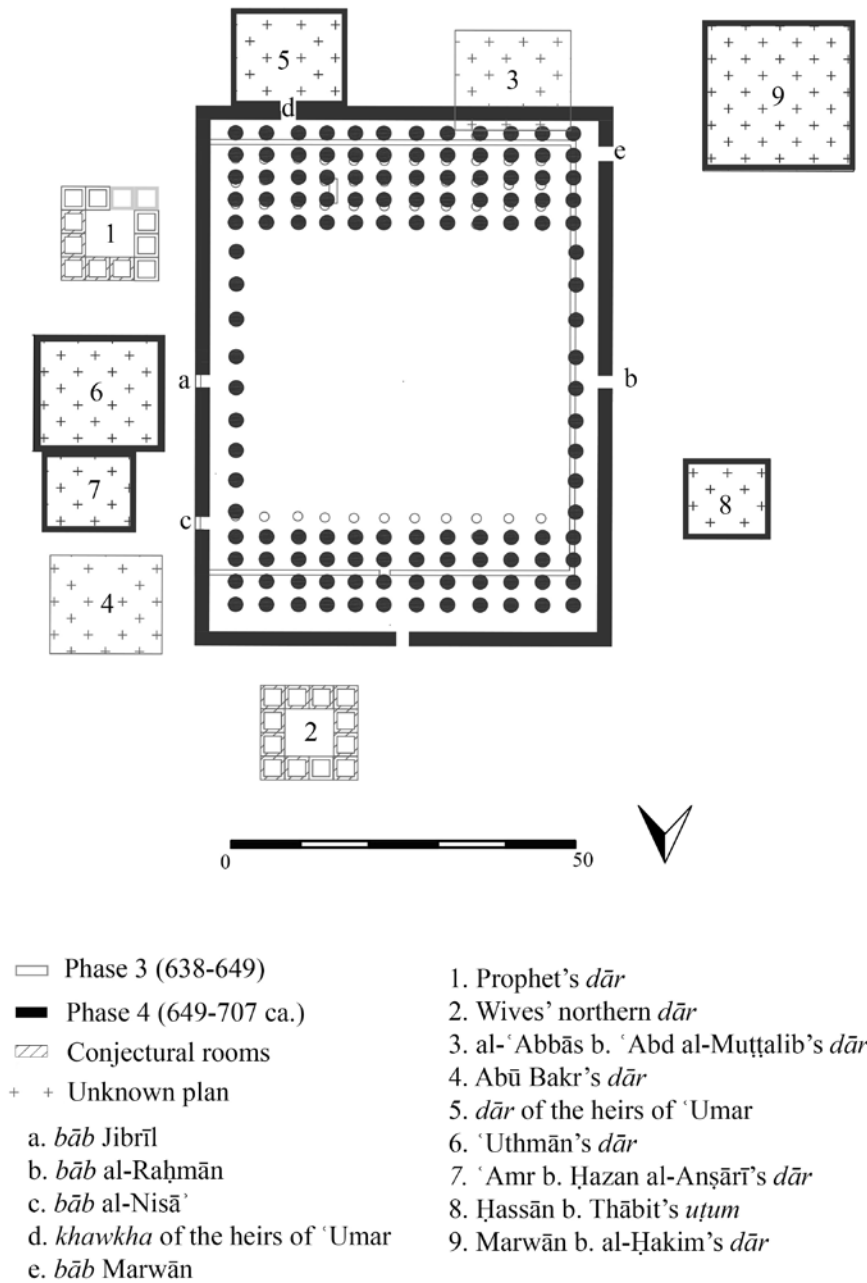 5
3
9
d
e
1
6
a
b
7
8
c
4
2
0
50
Phase 3 (638-649)
Phase 4 (649-707 ca.)
Conjectural rooms
+ + Unknown plan
a. bāb Jibrīl
b. bāb al-Raḥmān
c. bāb al-Nisāʾ
d. khawkha of the heirs of ʿUmar
e. bāb Marwān
1. Prophet's dār
2. Wives' northern dār
3. al-ʿAbbās b. ʿAbd al-Muṭṭalib's dār
4. Abū Bakr's dār
5. dār of the heirs of ʿUmar
6. ʿUthmān's dār
7. ʿAmr b. Ḥazan al-Anṣārī's dār
8. Ḥassān b. Thābit's uṭum
9. Marwān b. al-Ḥakim's dār